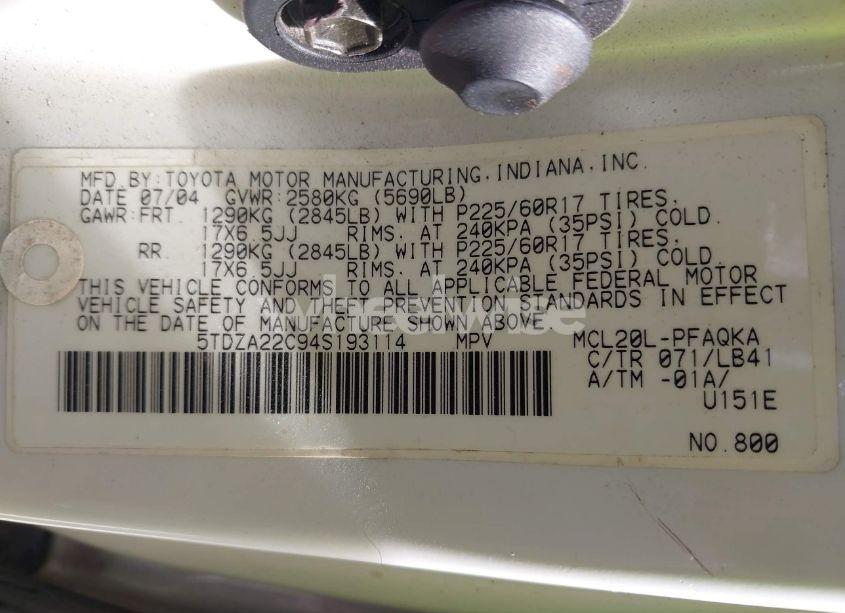 MFD.BY:TOYOTA MOTOR MANUFACTURING,INDIANA,INC.
DATE 07/04 GVWR:2580KG (5690LB)
GAWR:FRT. 1290KG (2845LB) WITH P225/60R17 TIRES.
17X6.5JJ RIMS. AT 240KPA (35PSI) COLD.
RR. 1290KG (2845LB) WITH P225/60R17 TIRES.
17X6.5JJ RIMS. AT 240KPA (35PSI) COLD.
THIS VEHICLE CONFORMS TO ALL APPLICABLE FEDERAL MOTOR
VEHICLE SAFETY AND THEFT PREVENTION STANDARDS IN EFFECT
ON THE DATE OF MANUFACTURE SHOWN ABOVE.
5TDZA22C94S193114 MPV MCL20L-PFAQKA
C/TR 071/LB41
A/TM -01A/
U151E
NO.800